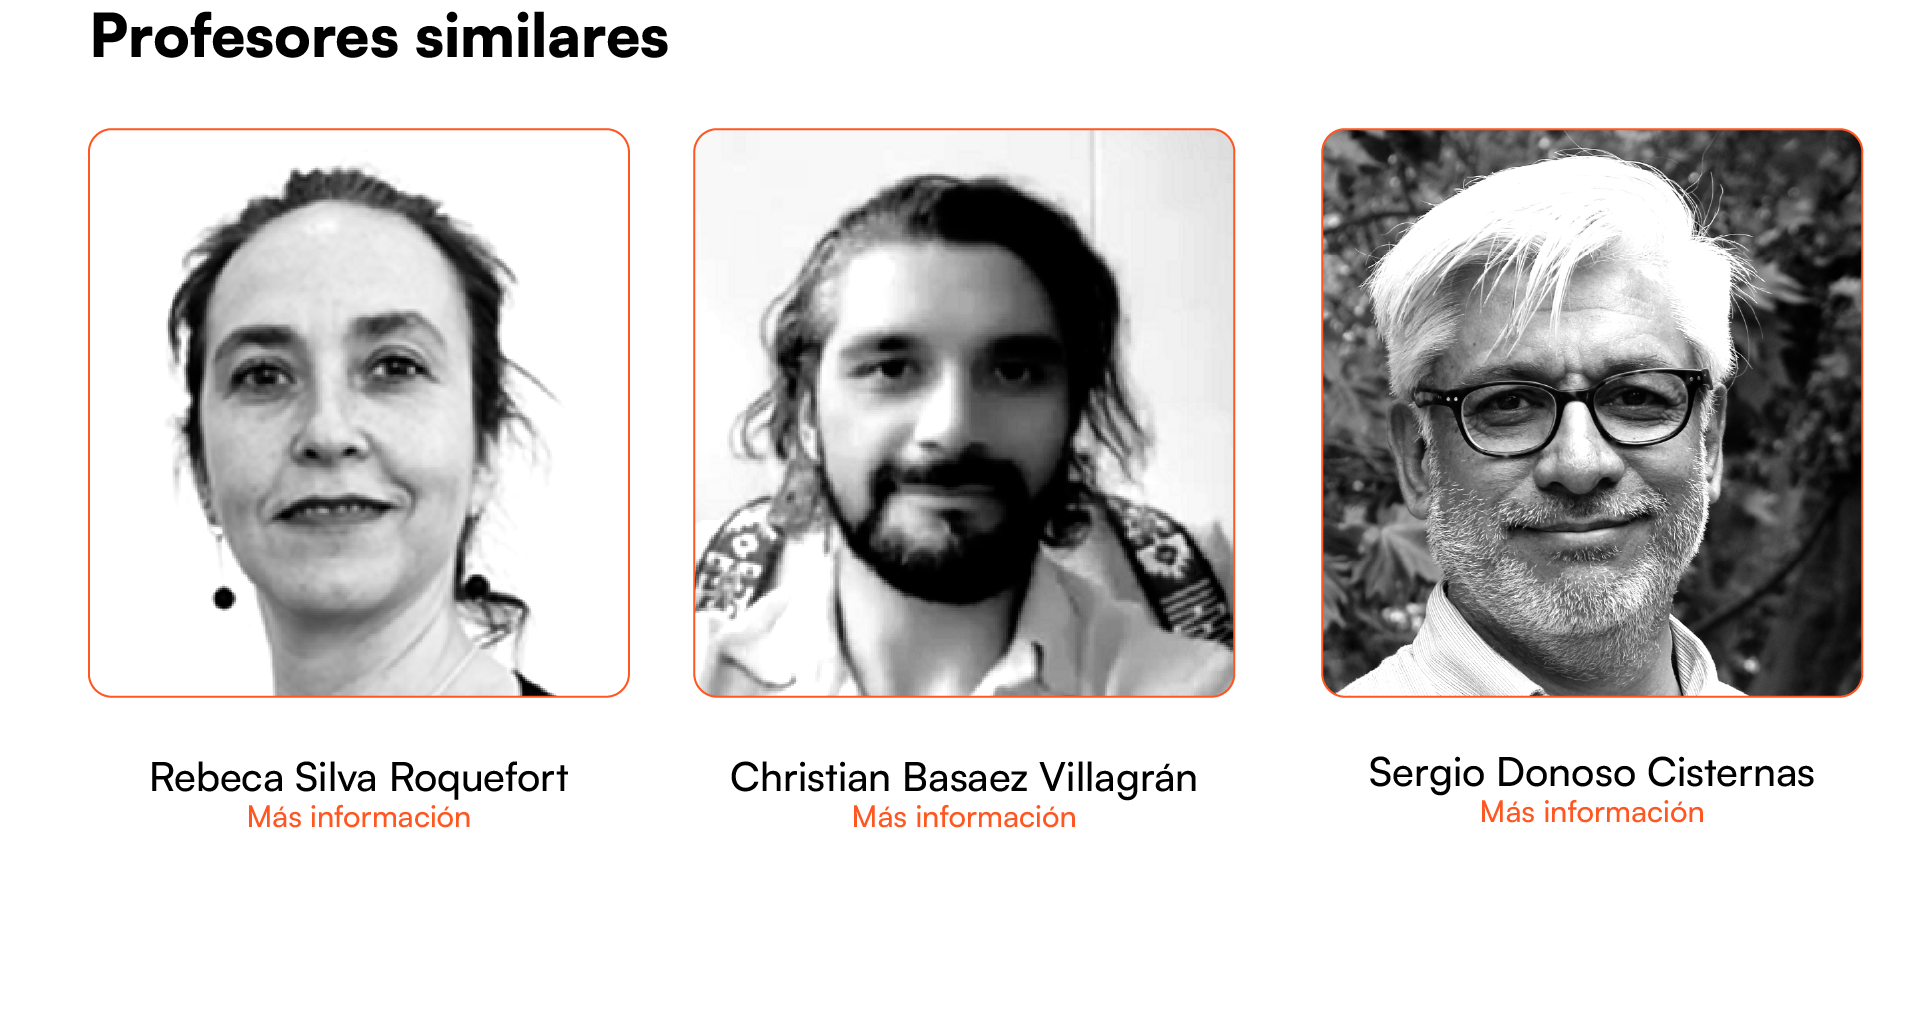 Profesores similares
Rebeca Silva Roquefort
Más información
Christian Basaez Villagrán
Más información
Sergio Donoso Cisternas
Más información